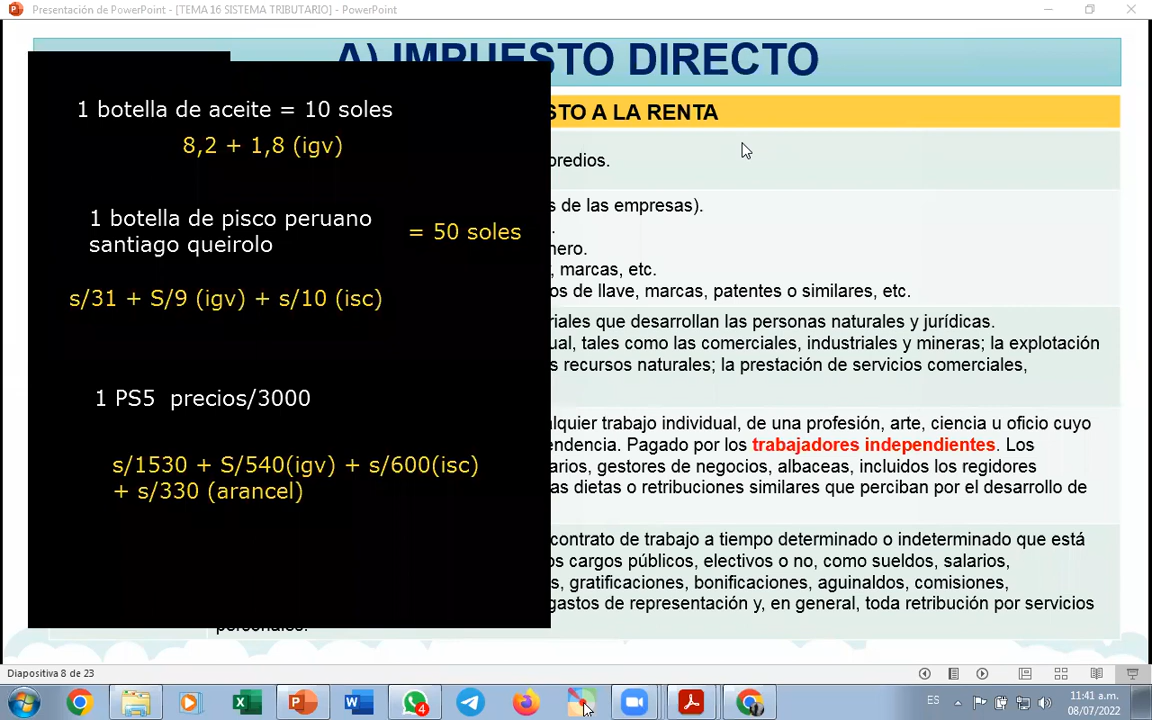 Presentación de PowerPoint - [TEMA 16 SISTEMA TRIBUTARIO] - PowerPoint
A) IMPUESTO DIRECTO
STO A LA RENTA
1 botella de aceite = 10 soles
8,2 + 1,8 (igv)
1 botella de pisco peruano
santiago queirolo
= 50 soles
s/31 + S/9 (igv) + s/10 (isc)
1 PS5 precios/3000
s/1530 + S/540(igv) + s/600(isc)
+ s/330 (arancel)
predios.
s de las empresas).
nero.
, marcas, etc.
os de llave, marcas, patentes o similares, etc.
riales que desarrollan las personas naturales y jurídicas.
ual, tales como las comerciales, industriales y mineras; la explotación
s recursos naturales; la prestación de servicios comerciales,
alquier trabajo individual, de una profesión, arte, ciencia u oficio cuyo
endencia. Pagado por los trabajadores independientes. Los
arios, gestores de negocios, albaceas, incluidos los regidores
as dietas o retribuciones similares que perciban por el desarrollo de
contrato de trabajo a tiempo determinado o indeterminado que está
os cargos públicos, electivos o no, como sueldos, salarios,
s, gratificaciones, bonificaciones, aguinaldos, comisiones,
gastos de representación y, en general, toda retribución por servicios
personales.
Diapositiva 8 de 23
4
ES
11:41 a.m.
08/07/2022